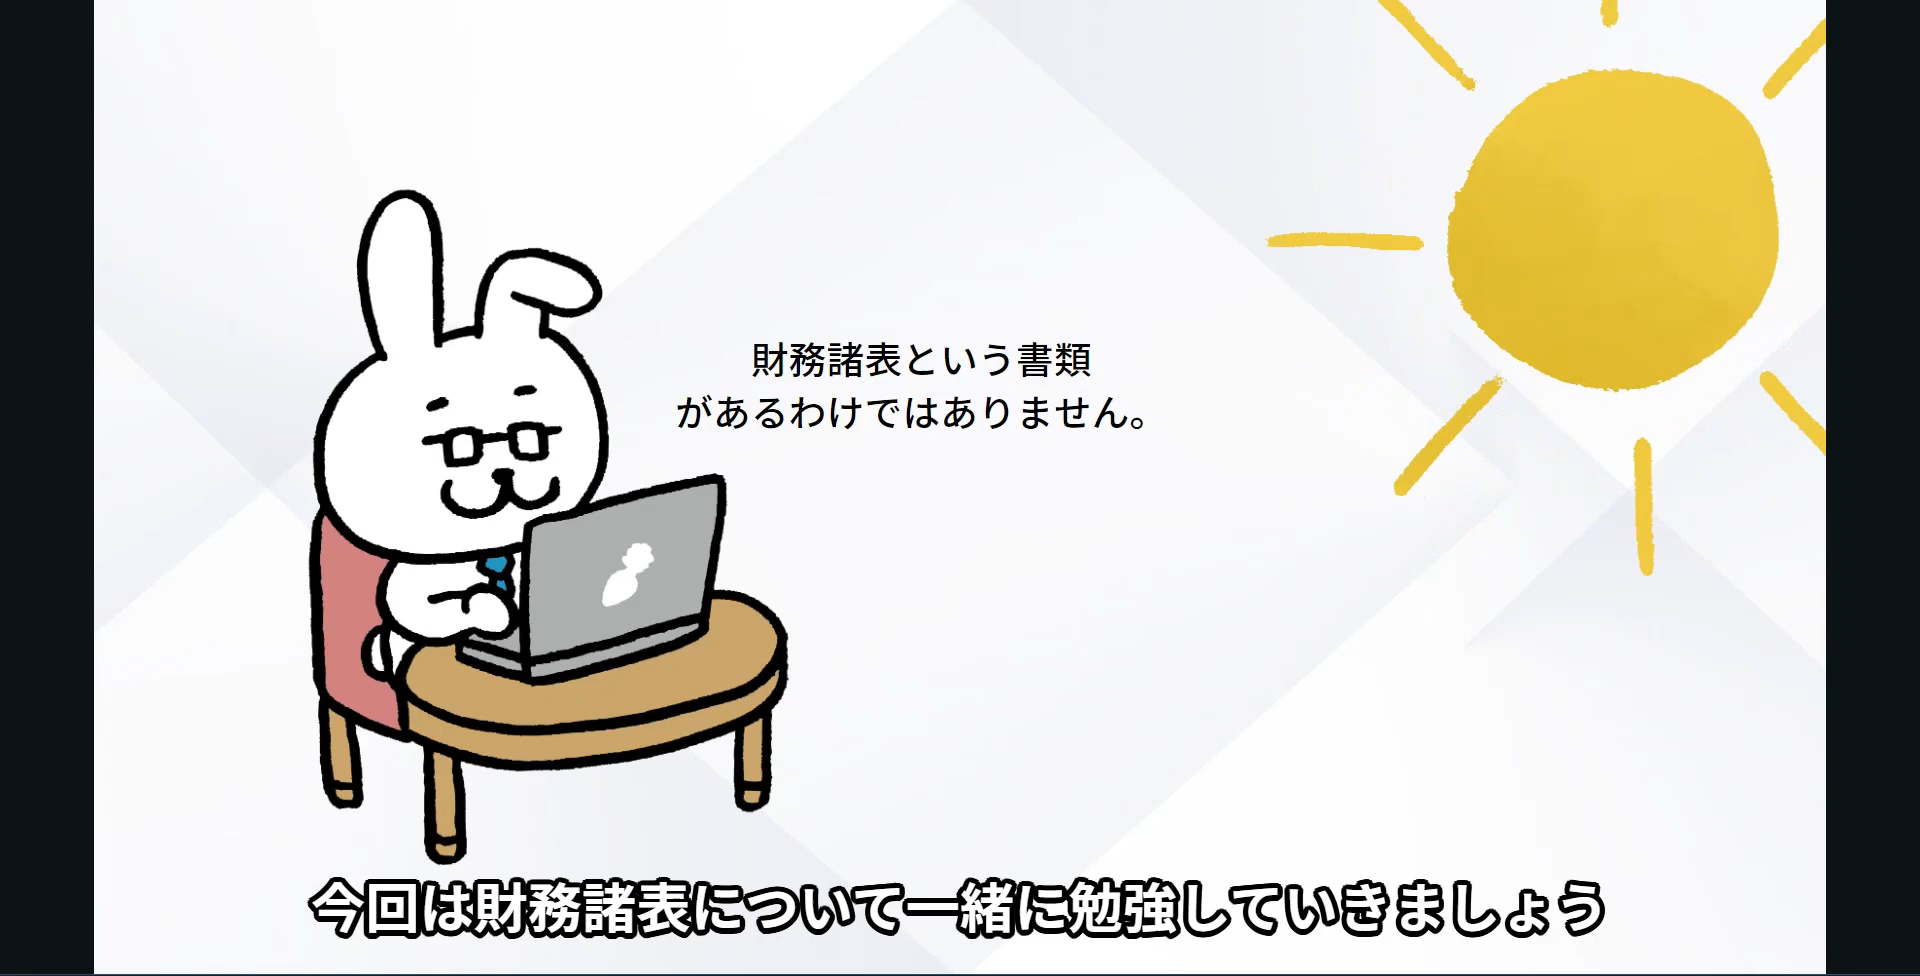 財務諸表という書類
があるわけではありません。
今回は財務諸表について一緒に勉強していきましょう